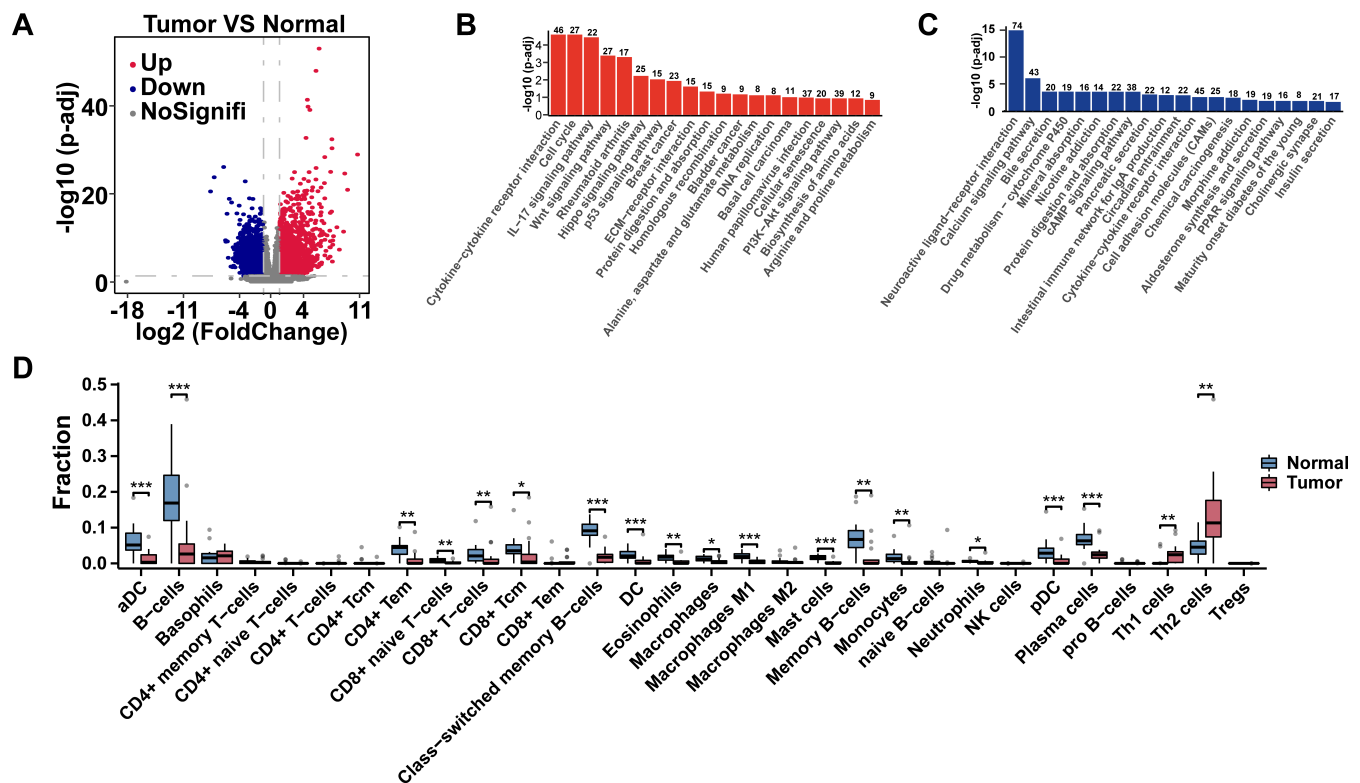 A
Tumor VS Normal
Up
Down
NoSignifi
-log10 (p-adj)
40
20
0
-18
-11
-4
0
4
11
log2 (FoldChange)
B
-log10 (p-adj)
4
3
2
1
0
46 27 22 27 17 25 15 23 15 15 9 9 8 8 11 37 20 39 12 9
Cytokine−cytokine receptor interaction
Cell cycle
IL−17 signaling pathway
Wnt signaling pathway
Rheumatoid arthritis
Hippo signaling pathway
p53 signaling pathway
Breast cancer
ECM−receptor interaction
Protein digestion and absorption
Homologous recombination
Bladder cancer
Alanine, aspartate and glutamate metabolism
DNA replication
Basal cell carcinoma
Human papillomavirus infection
Cellular senescence
PI3K−Akt signaling pathway
Biosynthesis of amino acids
Arginine and proline metabolism
C
-log10 (p-adj)
15
10
5
0
74 43 20 19 16 14 22 38 22 12 22 45 25 18 19 19 16 8 21 17
Neuroactive ligand−receptor interaction
Calcium signaling pathway
Bile secretion
Drug metabolism − cytochrome P450
Mineral absorption
Nicotine addiction
Protein digestion and absorption
cAMP signaling pathway
Pancreatic secretion
Intestinal immune network for IgA production
Circadian entrainment
Cytokine−cytokine receptor interaction
Cell adhesion molecules (CAMs)
Chemical carcinogenesis
Morphine addiction
Aldosterone synthesis and secretion
PPAR signaling pathway
Maturity onset diabetes of the young
Cholinergic synapse
Insulin secretion
D
Fraction
0.5
0.4
0.3
0.2
0.1
0.0
*** *** ** ** ** * *** *** ** * *** *** ** ** * *** *** ** **
Normal
Tumor
aDC
B-cells
Basophils
CD4+ memory T-cells
CD4+ naive T-cells
CD4+ T-cells
CD4+ Tcm
CD4+ Tem
CD8+ naive T-cells
CD8+ T-cells
CD8+ Tcm
CD8+ Tem
Class-switched memory B-cells
DC
Eosinophils
Macrophages
Macrophages M1
Macrophages M2
Mast cells
Memory B-cells
Monocytes
naive B-cells
Neutrophils
NK cells
pDC
Plasma cells
pro B-cells
Th1 cells
Th2 cells
Tregs